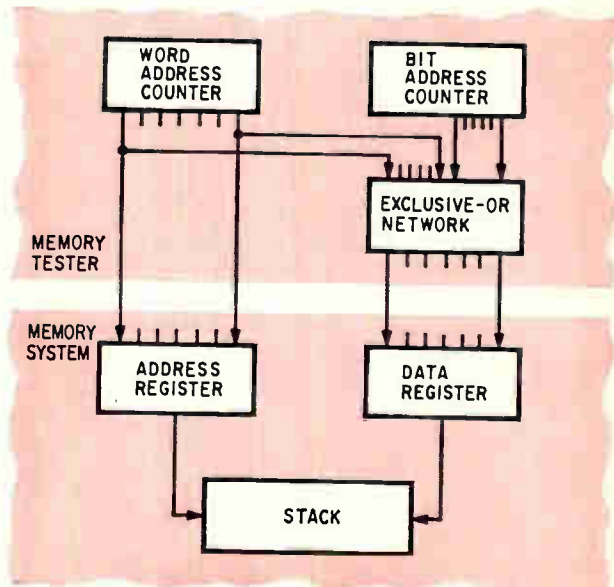 WORD
ADDRESS
COUNTER
BIT
ADDRESS
COUNTER
EXCLUSIVE-OR
NETWORK
MEMORY
TESTER
MEMORY
SYSTEM
ADDRESS
REGISTER
DATA
REGISTER
STACK